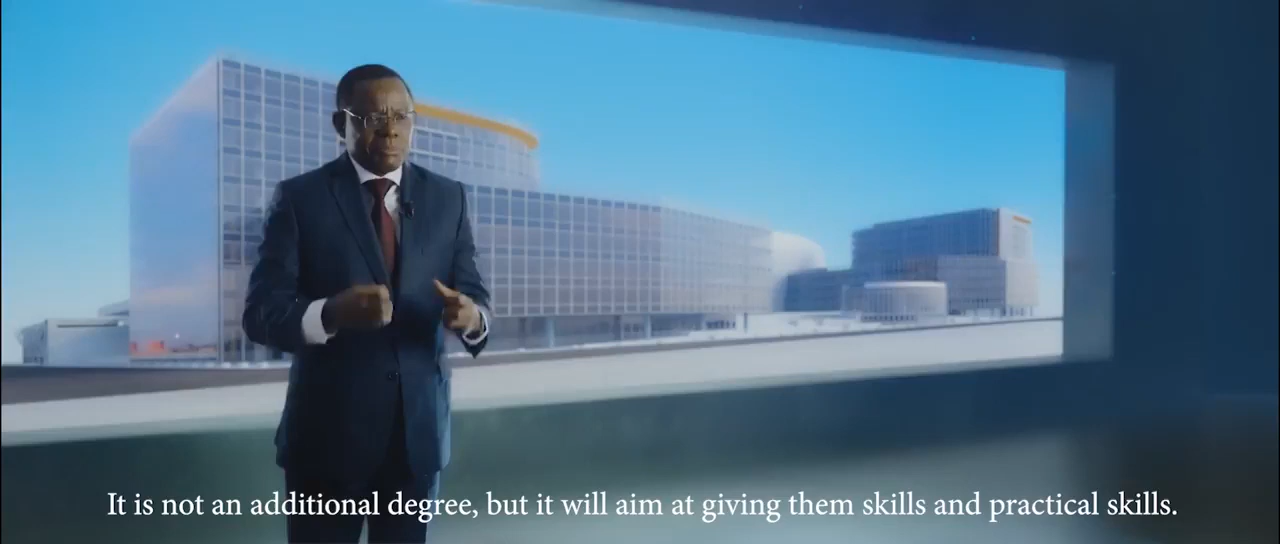 It is not an additional degree, but it will aim at giving them skills and practical skills.